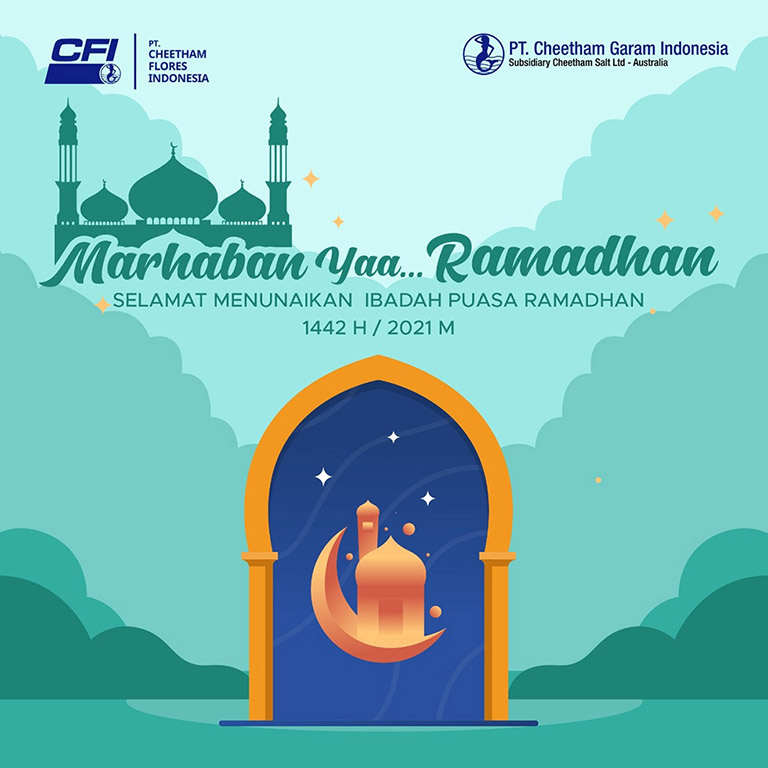 CFI
PT.
CHEETHAM
FLORES
INDONESIA
PT. Cheetham Garam Indonesia
Subsidiary Cheetham Salt Ltd - Australia
Marhaban Yaa... Ramadhan
SELAMAT MENUNAIKAN IBADAH PUASA RAMADHAN
1442 H / 2021 M